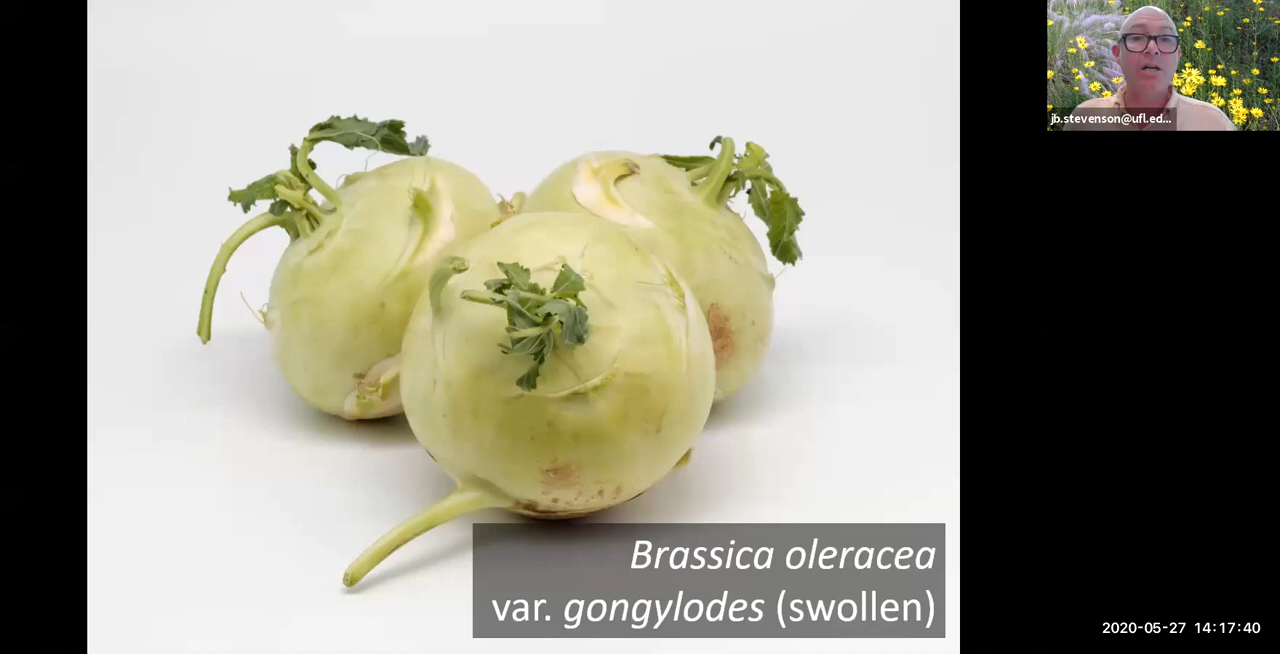 jb.stevenson@ufl.ed...
Brassica oleracea
var. gongylodes (swollen)
2020-05-27 14:17:40